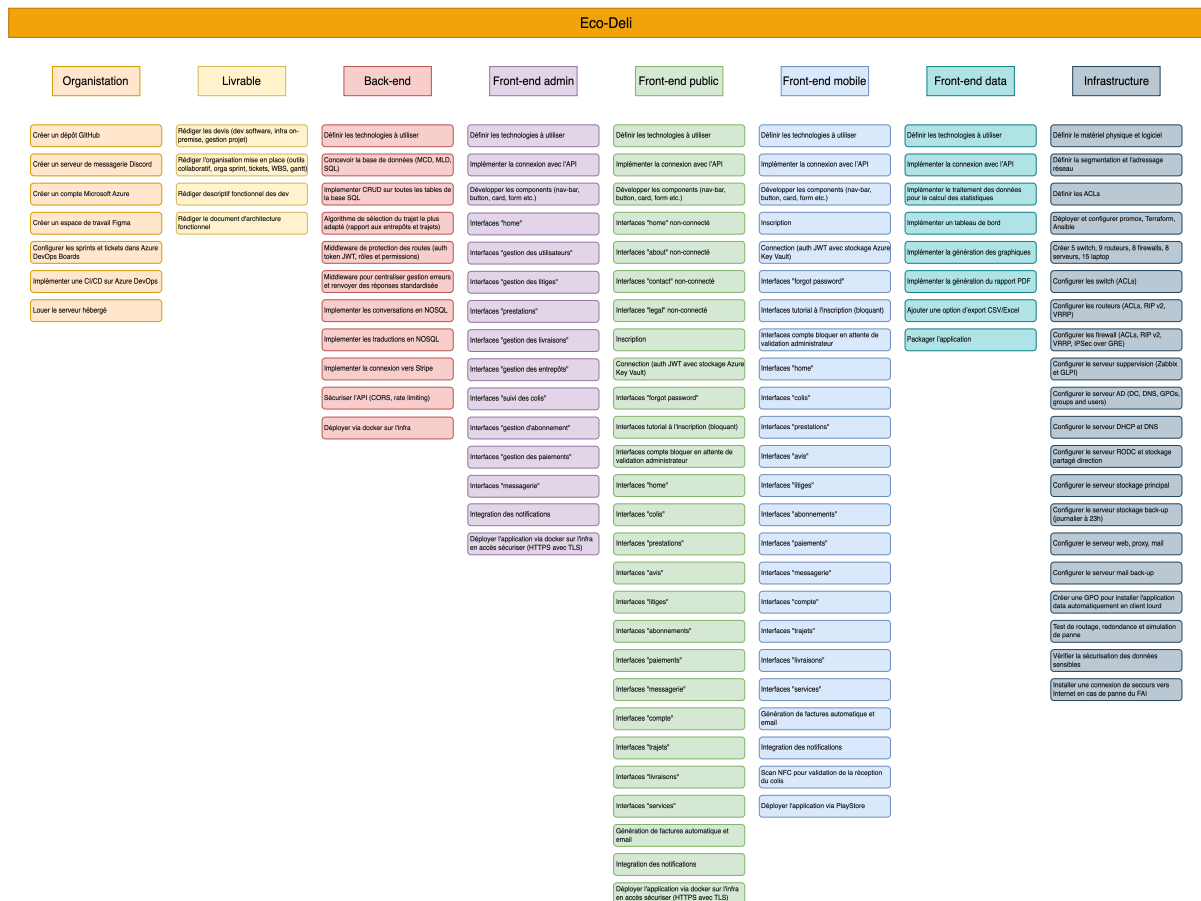 Eco-Deli
Organistation
Créer un dépôt GitHub
Créer un serveur de messagerie Discord
Créer un compte Microsoft Azure
Créer un espace de travail Figma
Configurer les sprints et tickets dans Azure
DevOps Boards
Implémenter une CI/CD sur Azure DevOps
Louer le serveur hébergé
Livrable
Rédiger les devis (dev software, infra on-
premise, gestion projet)
Rédiger l'organisation mise en place (outils
collaboratif, orga sprint, tickets, WBS, gantt)
Rédiger descriptif fonctionnel des dev
Rédiger le document d'architecture
fonctionnel
Back-end
Définir les technologies à utiliser
Concevoir la base de données (MCD, MLD,
SQL)
Implementer CRUD sur toutes les tables de
la base SQL
Algorithme de sélection du trajet le plus
adapté (rapport aux entrepôts et trajets)
Middleware de protection des routes (auth
token JWT, rôles et permissions)
Middleware pour centraliser gestion erreurs
et renvoyer des réponses standardisée
Implementer les conversations en NOSQL
Implementer les traductions en NOSQL
Implementer la connexion vers Stripe
Sécuriser l'API (CORS, rate limiting)
Déployer via docker sur l'infra
Front-end admin
Définir les technologies à utiliser
Implémenter la connexion avec l'API
Développer les components (nav-bar,
button, card, form etc.)
Interfaces "home"
Interfaces "gestion des utilisateurs"
Interfaces "gestion des litiges"
Interfaces "prestations"
Interfaces "gestion des livraisons"
Interfaces "gestion des entrepôts"
Interfaces "suivi des colis"
Interfaces "gestion d'abonnement"
Interfaces "gestion des paiements"
Interfaces "messagerie"
Integration des notifications
Déployer l'application via docker sur l'infra
en accès sécuriser (HTTPS avec TLS)
Front-end public
Définir les technologies à utiliser
Implémenter la connexion avec l'API
Développer les components (nav-bar,
button, card, form etc.)
Interfaces "home" non-connecté
Interfaces "about" non-connecté
Interfaces "contact" non-connecté
Interfaces "legal" non-connecté
Inscription
Connection (auth JWT avec stockage Azure
Key Vault)
Interfaces "forgot password"
Interfaces tutorial à l'inscription (bloquant)
Interfaces compte bloquer en attente de
validation administrateur
Interfaces "home"
Interfaces "colis"
Interfaces "prestations"
Interfaces "avis"
Interfaces "litiges"
Interfaces "abonnements"
Interfaces "paiements"
Interfaces "messagerie"
Interfaces "compte"
Interfaces "trajets"
Interfaces "livraisons"
Interfaces "services"
Génération de factures automatique et
email
Integration des notifications
Déployer l'application via docker sur l'infra
en accès sécuriser (HTTPS avec TLS)
Front-end mobile
Définir les technologies à utiliser
Implémenter la connexion avec l'API
Développer les components (nav-bar,
button, card, form etc.)
Inscription
Connection (auth JWT avec stockage Azure
Key Vault)
Interfaces "forgot password"
Interfaces tutorial à l'inscription (bloquant)
Interfaces compte bloquer en attente de
validation administrateur
Interfaces "home"
Interfaces "colis"
Interfaces "prestations"
Interfaces "avis"
Interfaces "litiges"
Interfaces "abonnements"
Interfaces "paiements"
Interfaces "messagerie"
Interfaces "compte"
Interfaces "trajets"
Interfaces "livraisons"
Interfaces "services"
Génération de factures automatique et
email
Integration des notifications
Scan NFC pour validation de la réection
du colis
Déployer l'application via PlayStore
Front-end data
Définir les technologies à utiliser
Implémenter la connexion avec l'API
Implémenter le traitement des données
pour le calcul des statistiques
Implémenter un tableau de bord
Implémenter la génération des graphiques
Implémenter la génération du rapport PDF
Ajouter une option d'export CSV/Excel
Packager l'application
Infrastructure
Définir le matériel physique et logiciel
Définir la segmentation et l'adressage
réseau
Définir les ACLs
Déployer et configurer promox, Terraform,
Ansible
Créer 5 switch, 9 routeurs, 8 firewalls, 8
serveurs, 15 laptop
Configurer les switch (ACLs)
Configurer les routeurs (ACLs, RIP v2,
VRRP)
Configurer les firewall (ACLs, RIP v2,
VRRP, IPSec over GRE)
Configurer le serveur suppervision (Zabbix
et GLPI)
Configurer le serveur AD (DC, DNS, GPOs,
groups and users)
Configurer le serveur DHCP et DNS
Configurer le serveur RODC et stockage
partagé direction
Configurer le serveur stockage principal
Configurer le serveur stockage back-up
(journalier à 23h)
Configurer le serveur web, proxy, mail
Configurer le serveur mail back-up
Créer une GPO pour installer l'application
data automatiquement en client lourd
Test de routage, redondance et simulation
de panne
Vérifier la sécurisation des données
sensibles
Installer une connexion de secours vers
Internet en cas de panne du FAI